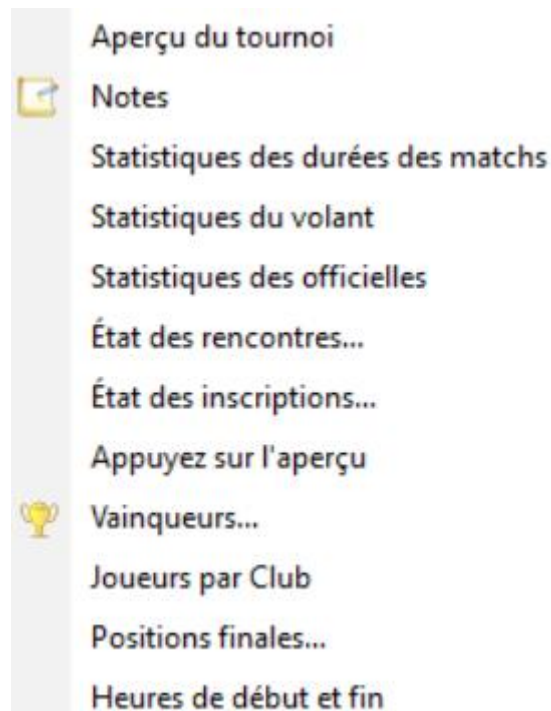 Aperçu du tournoi
Notes
Statistiques des durées des matchs
Statistiques du volant
Statistiques des officielles
État des rencontres...
État des inscriptions...
Appuyez sur l'aperçu
Vainqueurs...
Joueurs par Club
Positions finales...
Heures de début et fin